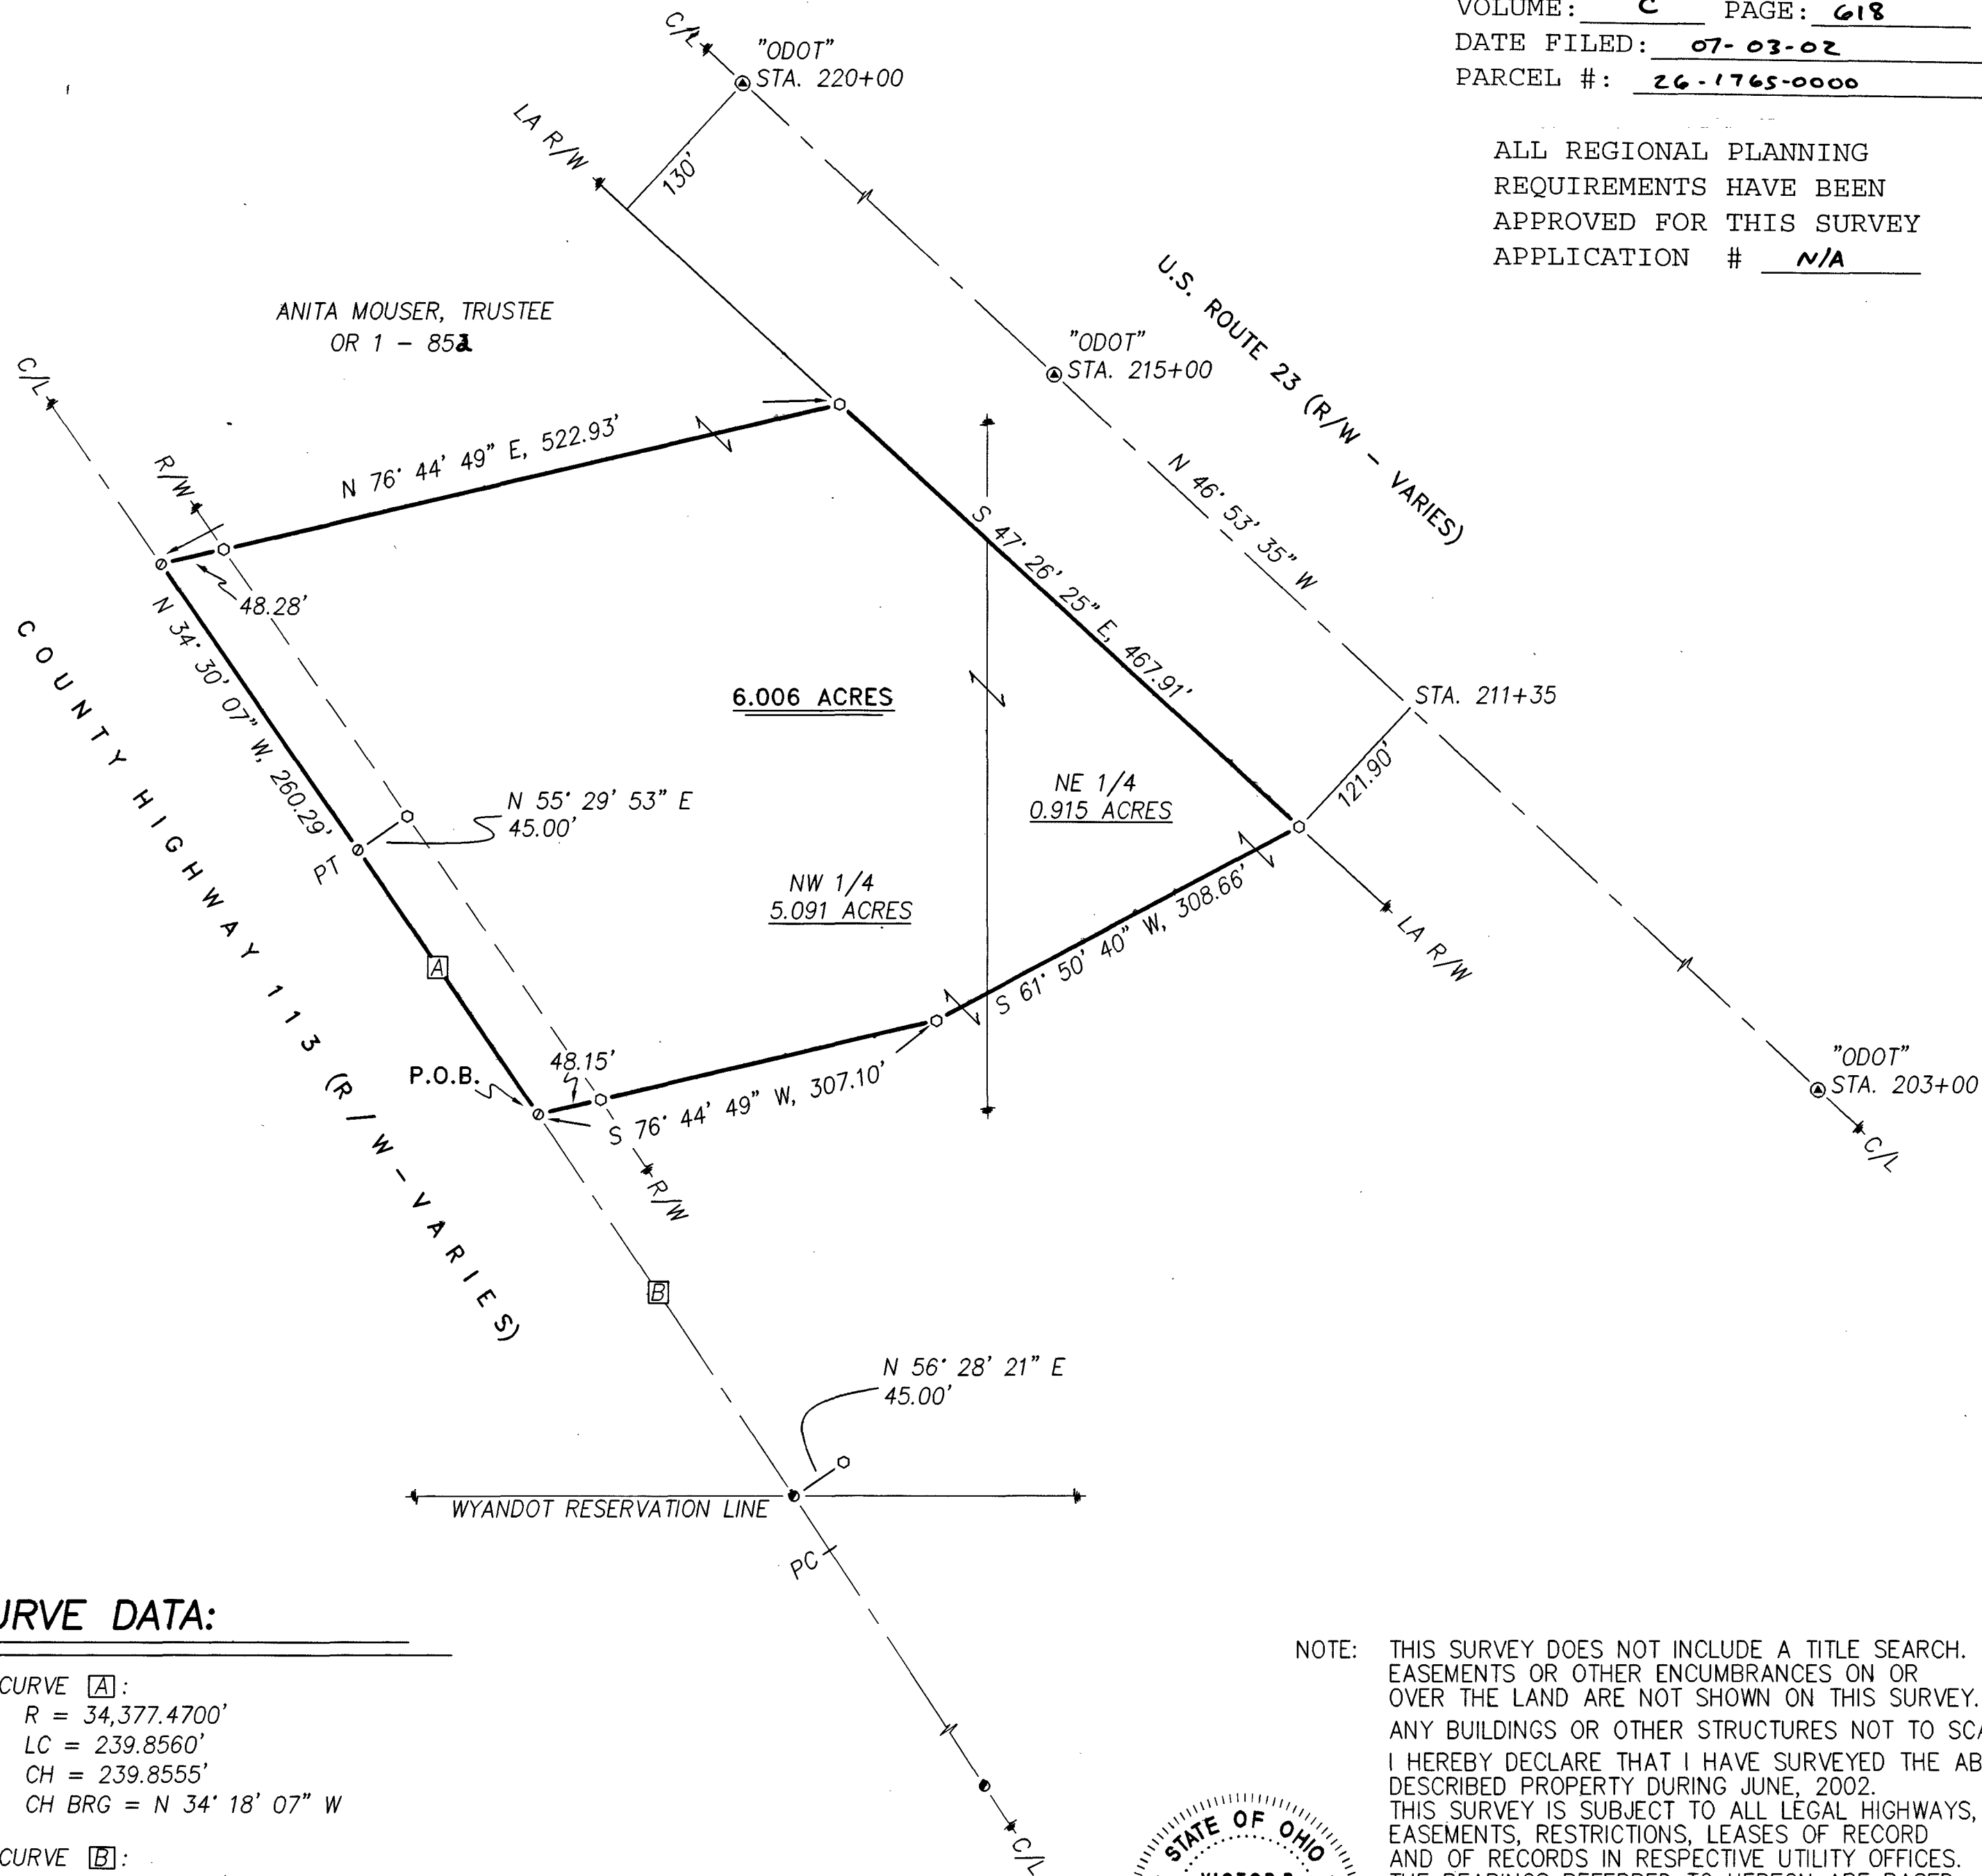 VOLUME: C PAGE: 618
DATE FILED: 07-03-02
PARCEL #: 26-1765-0000
ALL REGIONAL PLANNING
REQUIREMENTS HAVE BEEN
APPROVED FOR THIS SURVEY
APPLICATION # N/A
C/L
"ODOT"
STA. 220+00
LA R/W
130'
U.S. ROUTE 23 (R/W - VARIES)
ANITA MOUSER, TRUSTEE
OR 1 - 852
"ODOT"
STA. 215+00
C/L
R/W
N 76° 44' 49" E, 522.93'
N 46° 53' 35" W
S 47° 26' 25" E, 467.91'
48.28'
N 34° 30' 07" W, 260.29'
COUNTY HIGHWAY 113 (R/W-VARIES)
6.006 ACRES
STA. 211+35
121.90'
N 55° 29' 53" E
45.00'
NE 1/4
0.915 ACRES
PT
NW 1/4
5.091 ACRES
A
S 61° 50' 40" W, 308.66'
LA R/W
48.15'
P.O.B.
S 76° 44' 49" W, 307.10'
"ODOT"
STA. 203+00
C/L
R/W
B
N 56° 28' 21" E
45.00'
WYANDOT RESERVATION LINE
PC
C/L
URVE DATA:
CURVE A:
R = 34,377.4700'
LC = 239.8560'
CH = 239.8555'
CH BRG = N 34° 18' 07" W
CURVE B:
NOTE: THIS SURVEY DOES NOT INCLUDE A TITLE SEARCH.
EASEMENTS OR OTHER ENCUMBRANCES ON OR
OVER THE LAND ARE NOT SHOWN ON THIS SURVEY.
ANY BUILDINGS OR OTHER STRUCTURES NOT TO SCA
I HEREBY DECLARE THAT I HAVE SURVEYED THE AB
DESCRIBED PROPERTY DURING JUNE, 2002.
THIS SURVEY IS SUBJECT TO ALL LEGAL HIGHWAYS,
EASEMENTS, RESTRICTIONS, LEASES OF RECORD
AND OF RECORDS IN RESPECTIVE UTILITY OFFICES.
THE BEARINGS REFERRED TO HEREON ARE BASED
STATE OF OHIO